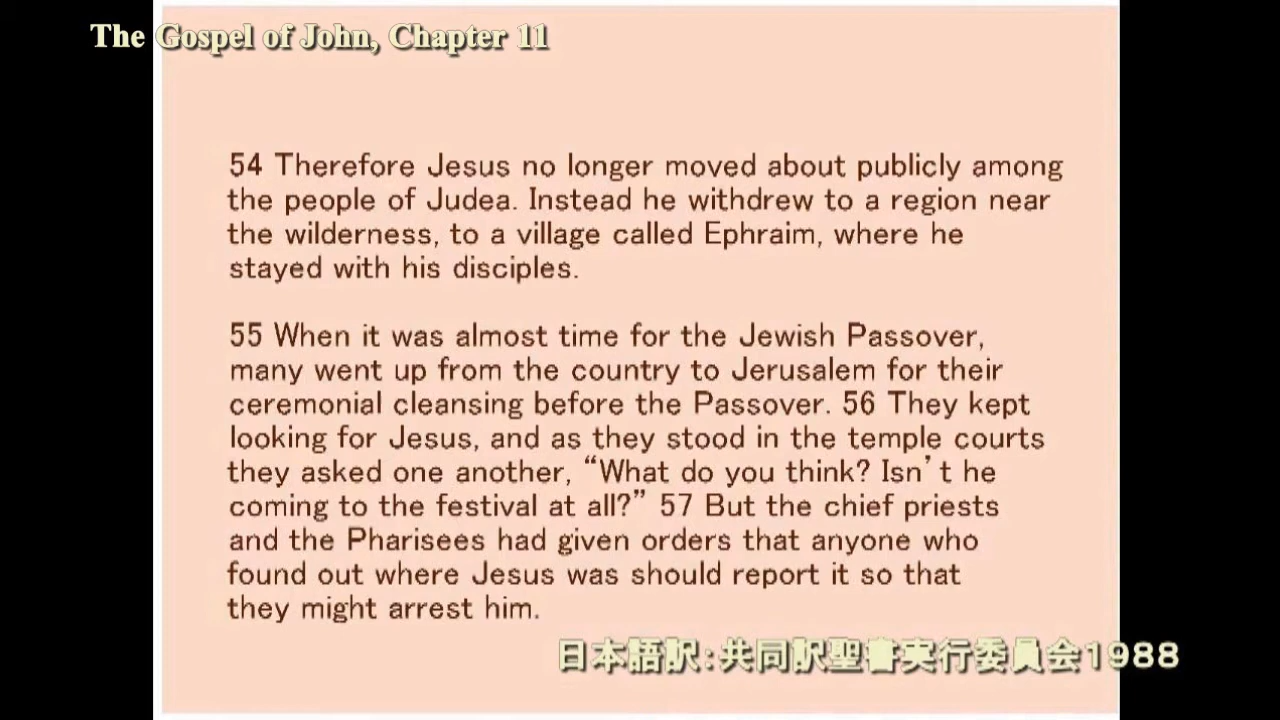 The Gospel of John, Chapter 11
54 Therefore Jesus no longer moved about publicly among
the people of Judea. Instead he withdrew to a region near
the wilderness, to a village called Ephraim, where he
stayed with his disciples.
55 When it was almost time for the Jewish Passover,
many went up from the country to Jerusalem for their
ceremonial cleansing before the Passover. 56 They kept
looking for Jesus, and as they stood in the temple courts
they asked one another, “What do you think? Isn’t he
coming to the festival at all?” 57 But the chief priests
and the Pharisees had given orders that anyone who
found out where Jesus was should report it so that
they might arrest him.
日本語訳:共同訳聖書実行委員会1988